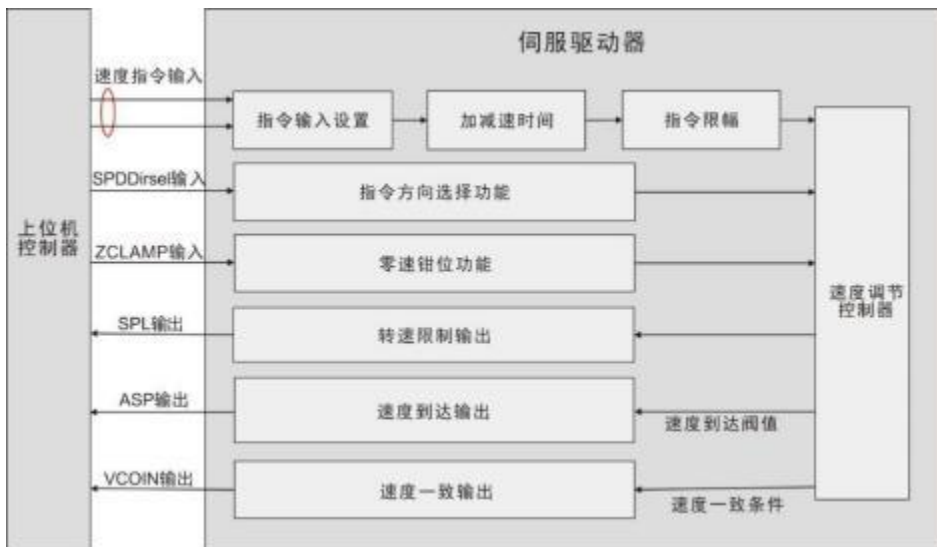 伺服驱动器
速度指令输入
指令输入设置
加减速时间
指令限幅
SPDDirsel输入
指令方向选择功能
上位机
控制器
ZCLAMP输入
零速钳位功能
速度调节
控制器
SPL输出
转速限制输出
ASP输出
速度到达输出
速度到达阀值
VCOIN输出
速度一致输出
速度一致条件